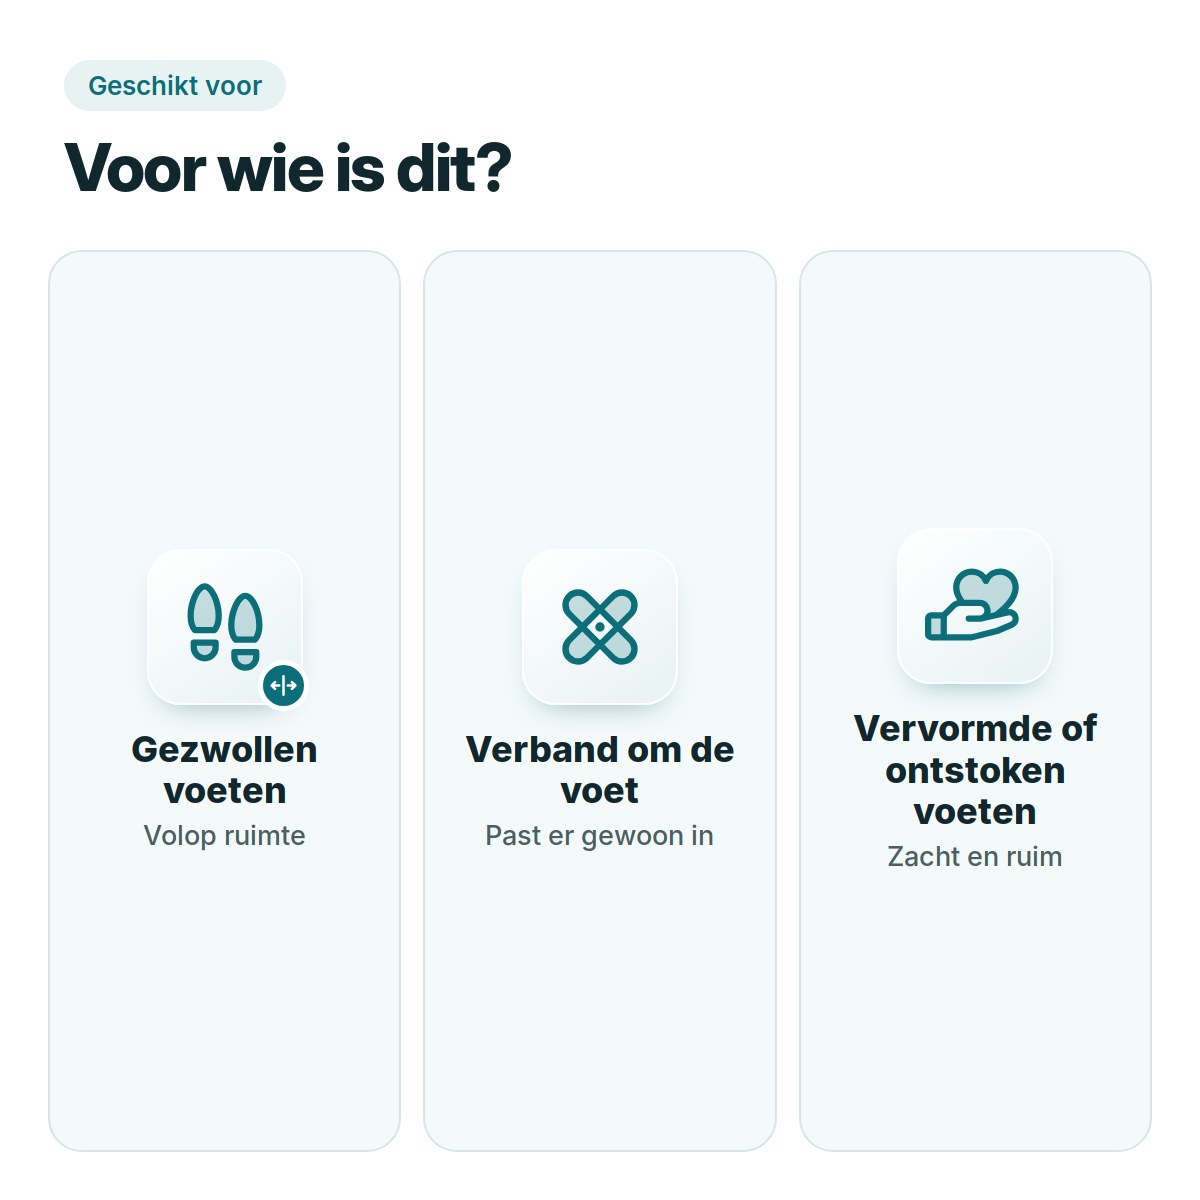 Geschikt voor
Voor wie is dit?
Gezwollen
voeten
Volop ruimte
Verband om de
voet
Past er gewoon in
Vervormde of
ontstoken
voeten
Zacht en ruim